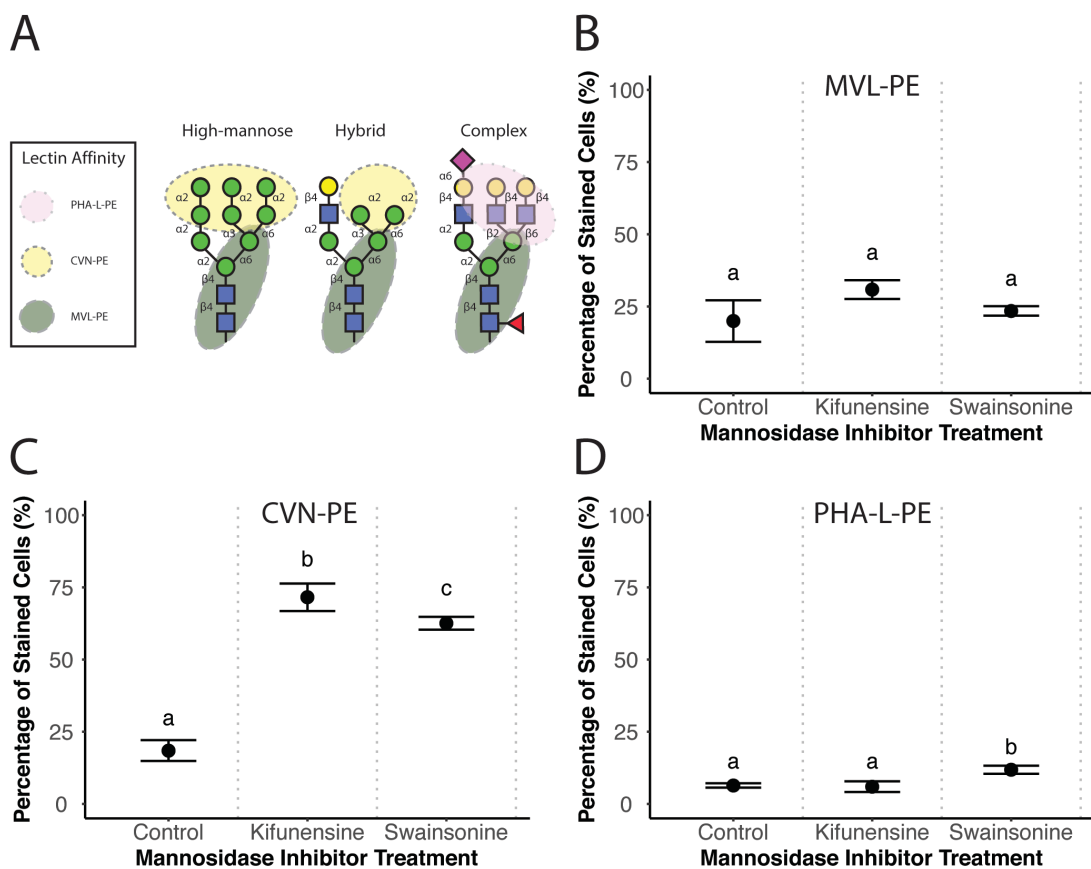 A
High-mannose Hybrid Complex
Lectin Affinity
PHA-L-PE
CVN-PE
MVL-PE
α2 α2 α2
α2 α3 α6
α2 α6
β4
β4
α2
β4
α2 α3 α6
α2 α6
β4
β4
α6
β4 β4 β4
α2 β2 β6
α2 α6
β4
β4
B
MVL-PE
Percentage of Stained Cells (%)
100
75
50
25
0
a a a
Control Kifunensine Swainsonine
Mannosidase Inhibitor Treatment
C
CVN-PE
Percentage of Stained Cells (%)
100
75
50
25
0
a b c
Control Kifunensine Swainsonine
Mannosidase Inhibitor Treatment
D
PHA-L-PE
Percentage of Stained Cells (%)
100
75
50
25
0
a a b
Control Kifunensine Swainsonine
Mannosidase Inhibitor Treatment